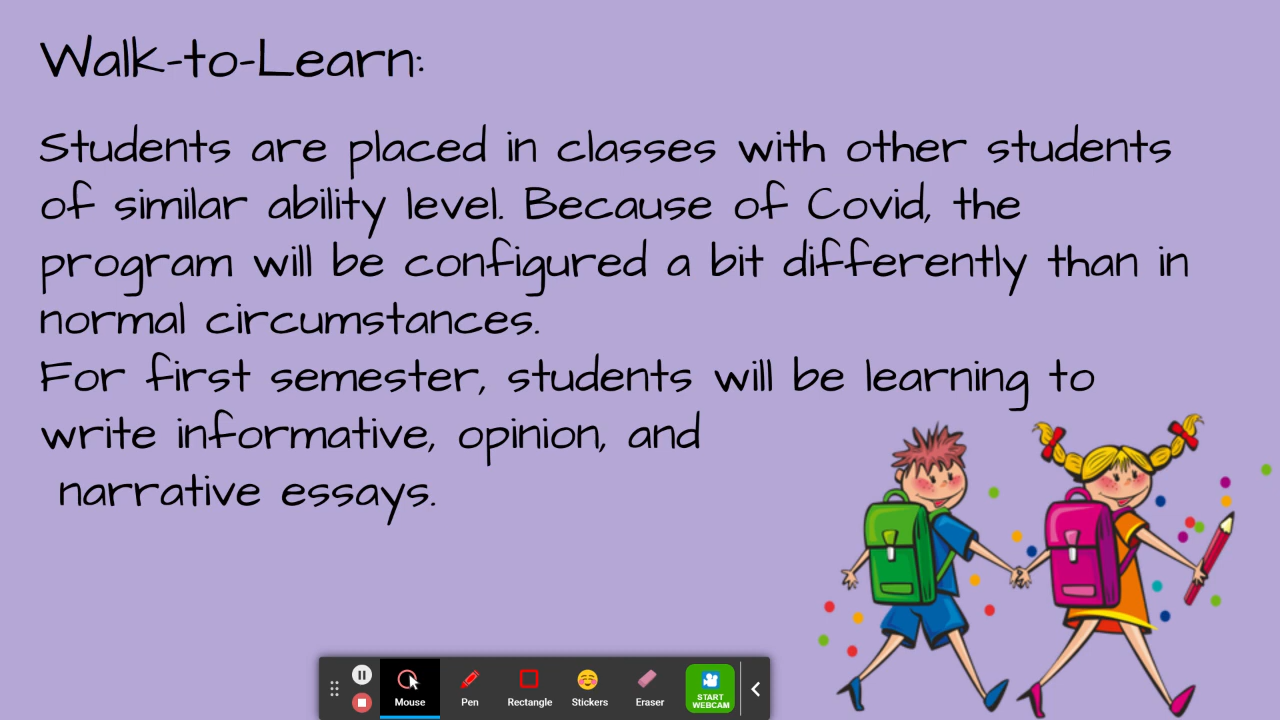 Walk-to-Learn:
Students are placed in classes with other students
of similar ability level. Because of Covid, the
program will be configured a bit differently than in
normal circumstances.
For first semester, students will be learning to
write informative, opinion, and
narrative essays.
Mouse
Pen
Rectangle
Stickers
Eraser
START
WEBCAM